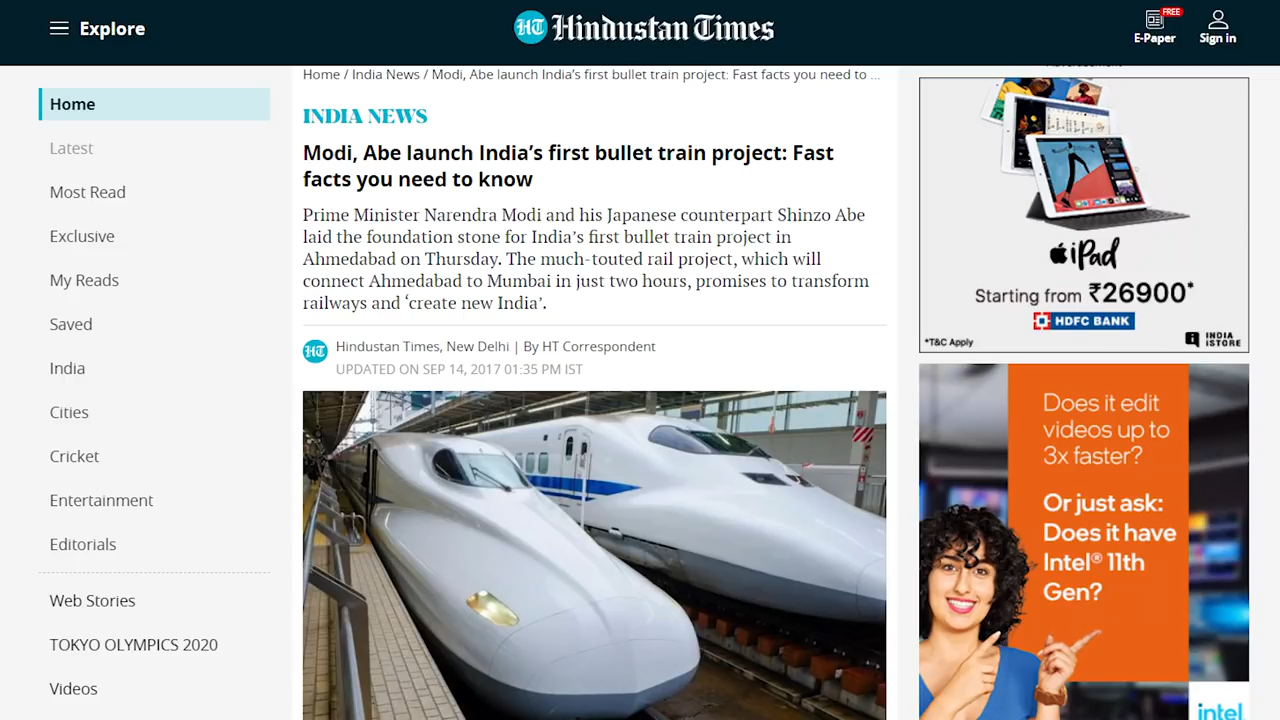 Explore
HT Hindustan Times
FREE
E-Paper
Sign in
Home
Latest
Most Read
Exclusive
My Reads
Saved
India
Cities
Cricket
Entertainment
Editorials
Web Stories
TOKYO OLYMPICS 2020
Videos
Home / India News / Modi, Abe launch India's first bullet train project: Fast facts you need to ...
INDIA NEWS
Modi, Abe launch India's first bullet train project: Fast
facts you need to know
Prime Minister Narendra Modi and his Japanese counterpart Shinzo Abe
laid the foundation stone for India's first bullet train project in
Ahmedabad on Thursday. The much-touted rail project, which will
connect Ahmedabad to Mumbai in just two hours, promises to transform
railways and 'create new India'.
HT
Hindustan Times, New Delhi | By HT Correspondent
UPDATED ON SEP 14, 2017 01:35 PM IST
iPad
Starting from ₹26900*
HDFC BANK
*T&C Apply
INDIA
ISTORE
Does it edit
videos up to
3x faster?
Or just ask:
Does it have
Intel® 11th
Gen?
intel